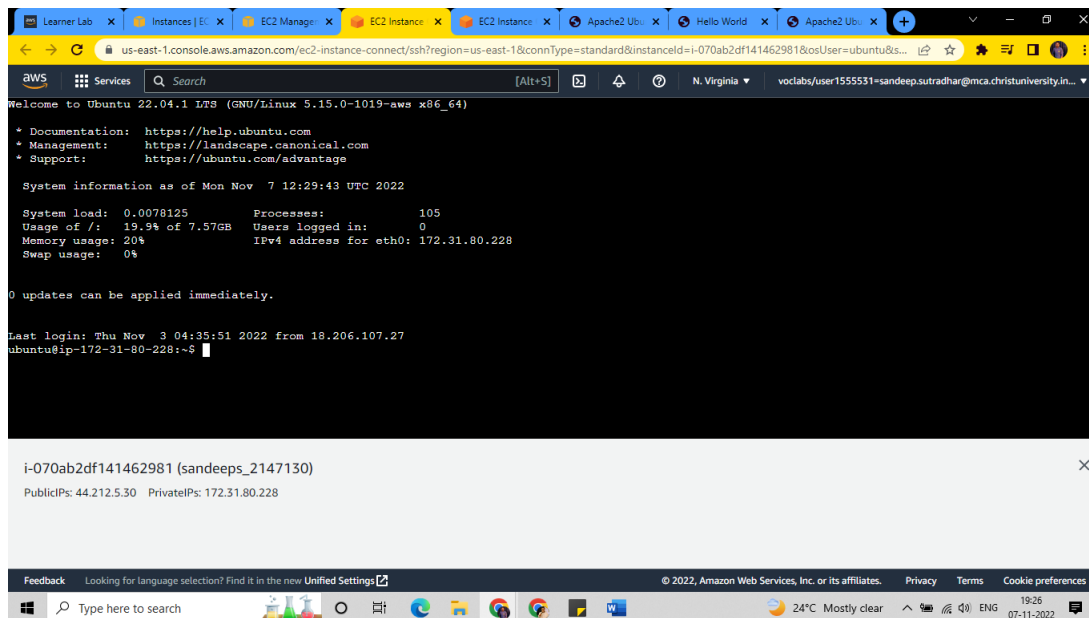 Learner Lab
Instances | EC
EC2 Manager
EC2 Instance
EC2 Instance
Apache2 Ubu
Hello World
Apache2 Ubu
us-east-1.console.aws.amazon.com/ec2-instance-connect/ssh?region=us-east-1&connType=standard&instanceId=i-070ab2df141462981&osUser=ubuntu&s...
aws Services Search [Alt+S] N. Virginia voclabs/user1555531=sandeep.sutradhar@mca.christuniversity.in...
Welcome to Ubuntu 22.04.1 LTS (GNU/Linux 5.15.0-1019-aws x86_64)
* Documentation: https://help.ubuntu.com
* Management: https://landscape.canonical.com
* Support: https://ubuntu.com/advantage
System information as of Mon Nov 7 12:29:43 UTC 2022
System load: 0.0078125 Processes: 105
Usage of /: 19.9% of 7.57GB Users logged in: 0
Memory usage: 20% IPv4 address for eth0: 172.31.80.228
Swap usage: 0%
0 updates can be applied immediately.
Last login: Thu Nov 3 04:35:51 2022 from 18.206.107.27
ubuntu@ip-172-31-80-228:~$
i-070ab2df141462981 (sandeeps_2147130)
PublicIPs: 44.212.5.30 PrivateIPs: 172.31.80.228
Feedback Looking for language selection? Find it in the new Unified Settings © 2022, Amazon Web Services, Inc. or its affiliates. Privacy Terms Cookie preferences
Type here to search 24°C Mostly clear ENG 19:26
07-11-2022